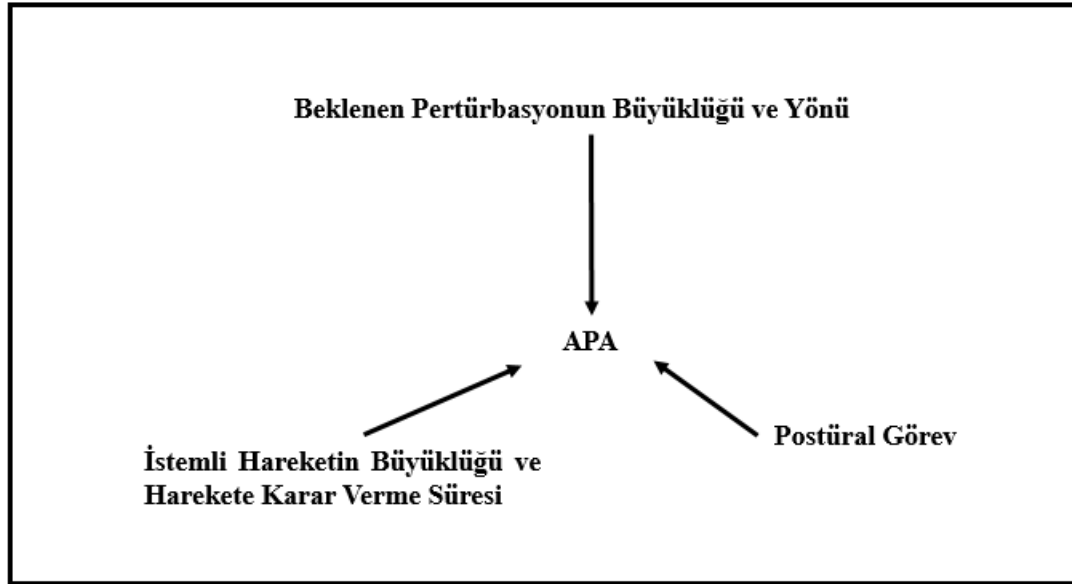 Beklenen Pertürbasyonun Büyüklüğü ve Yönü
APA
Postüral Görev
İstemli Hareketin Büyüklüğü ve
Harekete Karar Verme Süresi